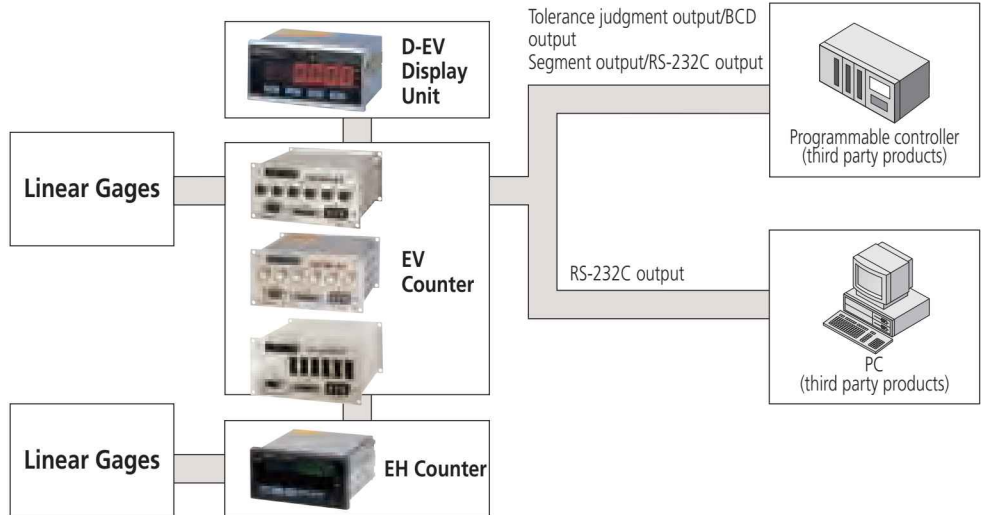 Tolerance judgment output/BCD
output
Segment output/RS-232C output
D-EV
Display
Unit
Programmable controller
(third party products)
Linear Gages
EV
Counter
RS-232C output
PC
(third party products)
Linear Gages
EH Counter